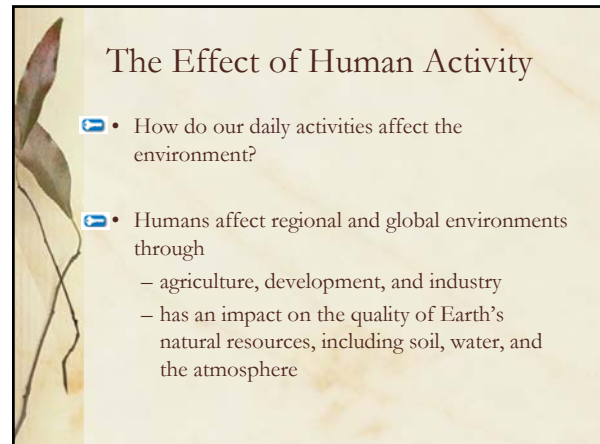 The Effect of Human Activity
• How do our daily activities affect the
environment?
• Humans affect regional and global environments
through
– agriculture, development, and industry
– has an impact on the quality of Earth's
natural resources, including soil, water, and
the atmosphere